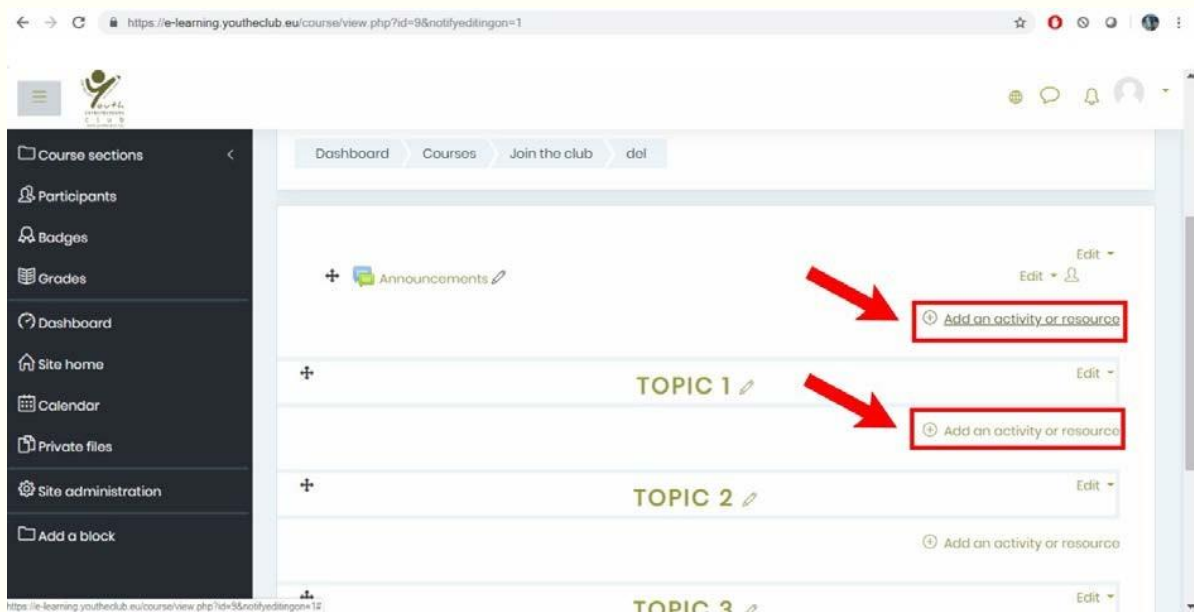 https://e-learning.youtheclub.eu/course/view.php?id=9&notifyeditingon=1
Youth
CLUB
Course sections
Dashboard Courses Join the club del
Participants
Badges
Edit
Grades
Announcements
Edit
Add an activity or resource
Dashboard
Site home
TOPIC 1
Edit
Calendar
Add an activity or resource
Private files
Site administration
TOPIC 2
Edit
Add a block
Add an activity or resource
TOPIC 3
Edit
https://e-learning.youtheclub.eu/course/view.php?id=9&notifyeditingon=1#